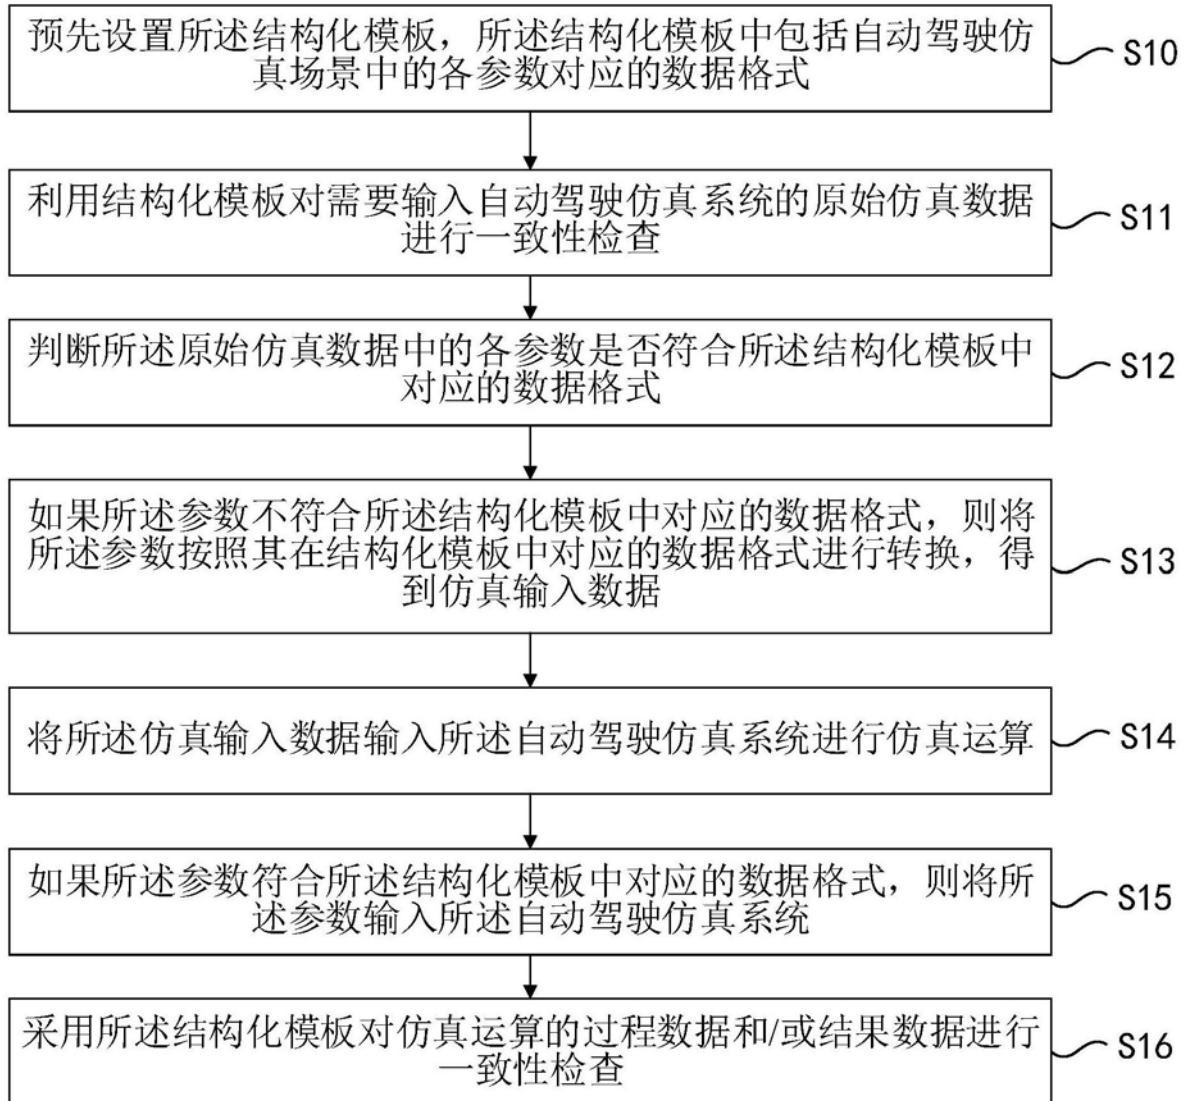 预先设置所述结构化模板，所述结构化模板中包括自动驾驶仿
真场景中的各参数对应的数据格式
S10
利用结构化模板对需要输入自动驾驶仿真系统的原始仿真数据
进行一致性检查
S11
判断所述原始仿真数据中的各参数是否符合所述结构化模板中
对应的数据格式
S12
如果所述参数不符合所述结构化模板中对应的数据格式，则将
所述参数按照其在结构化模板中对应的数据格式进行转换，得
到仿真输入数据
S13
将所述仿真输入数据输入所述自动驾驶仿真系统进行仿真运算
S14
如果所述参数符合所述结构化模板中对应的数据格式，则将所
述参数输入所述自动驾驶仿真系统
S15
采用所述结构化模板对仿真运算的过程数据和/或结果数据进行
一致性检查
S16